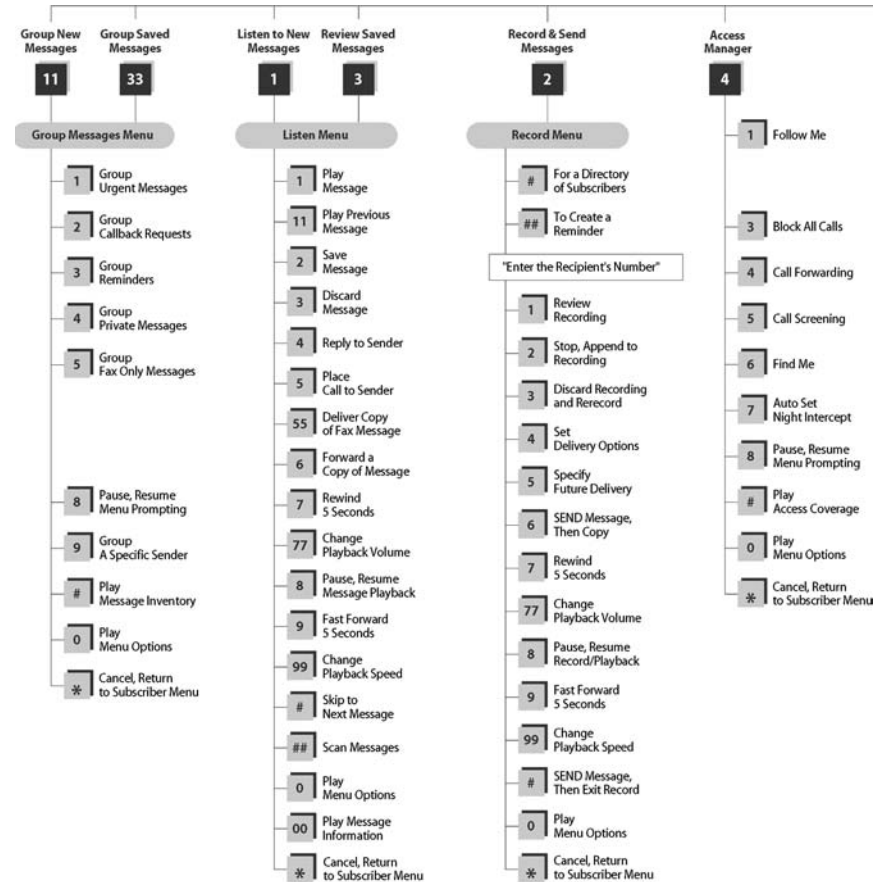 Group New
Messages
11
Group Saved
Messages
33
Group Messages Menu
1
Group
Urgent Messages
2
Group
Callback Requests
3
Group
Reminders
4
Group
Private Messages
5
Group
Fax Only Messages
8
Pause, Resume
Menu Prompting
9
Group
A Specific Sender
#
Play
Message Inventory
0
Play
Menu Options
*
Cancel, Return
to Subscriber Menu
Listen to New
Messages
1
Review Saved
Messages
3
Listen Menu
1
Play
Message
11
Play Previous
Message
2
Save
Message
3
Discard
Message
4
Reply to Sender
5
Place
Call to Sender
55
Deliver Copy
of Fax Message
6
Forward a
Copy of Message
7
Rewind
5 Seconds
77
Change
Playback Volume
8
Pause, Resume
Message Playback
9
Fast Forward
5 Seconds
99
Change
Playback Speed
#
Skip to
Next Message
##
Scan Messages
0
Play
Menu Options
00
Play Message
Information
*
Cancel, Return
to Subscriber Menu
Record & Send
Messages
2
Record Menu
#
For a Directory
of Subscribers
##
To Create a
Reminder
"Enter the Recipient's Number"
1
Review
Recording
2
Stop, Append to
Recording
3
Discard Recording
and Rerecord
4
Set
Delivery Options
5
Specify
Future Delivery
6
SEND Message,
Then Copy
7
Rewind
5 Seconds
77
Change
Playback Volume
8
Pause, Resume
Record/Playback
9
Fast Forward
5 Seconds
99
Change
Playback Speed
#
SEND Message,
Then Exit Record
0
Play
Menu Options
*
Cancel, Return
to Subscriber Menu
Access
Manager
4
1
Follow Me
3
Block All Calls
4
Call Forwarding
5
Call Screening
6
Find Me
7
Auto Set
Night Intercept
8
Pause, Resume
Menu Prompting
#
Play
Access Coverage
0
Play
Menu Options
*
Cancel, Return
to Subscriber Menu